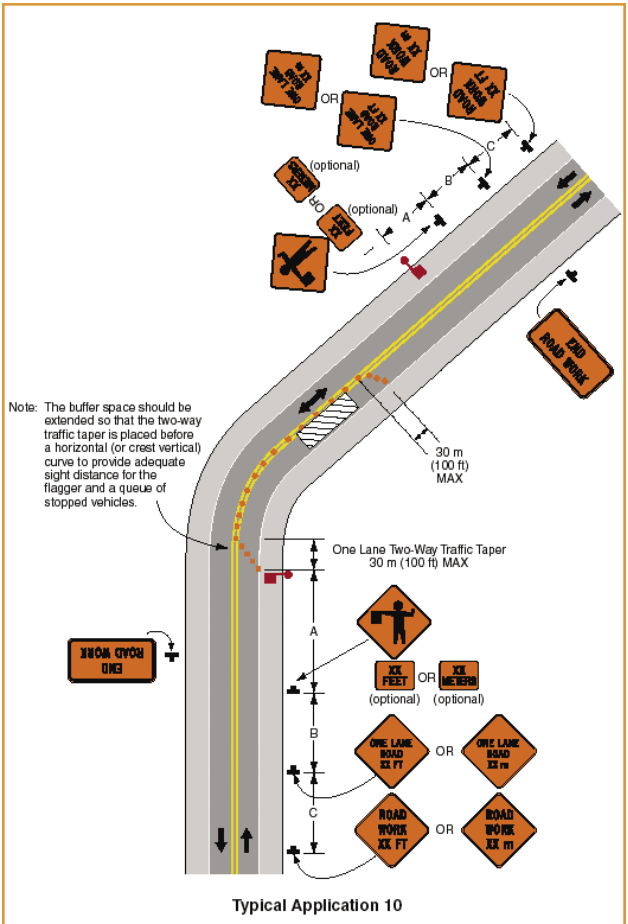 ROAD
WORK
XX m
OR
ROAD
WORK
XX FT
ONE LANE
ROAD
XX m
OR
ONE LANE
ROAD
XX FT
C
B
A
(optional)
XX
METERS
OR
(optional)
XX
FEET
END
ROAD WORK
Note: The buffer space should be
extended so that the two-way
traffic taper is placed before
a horizontal (or crest vertical)
curve to provide adequate
sight distance for the
flagger and a queue of
stopped vehicles.
30 m
(100 ft)
MAX
One Lane Two-Way Traffic Taper
30 m (100 ft) MAX
A
END
ROAD WORK
XX
FEET
OR
XX
METERS
(optional)
(optional)
B
ONE LANE
ROAD
XX FT
OR
ONE LANE
ROAD
XX m
C
ROAD
WORK
XX FT
OR
ROAD
WORK
XX m
Typical Application 10